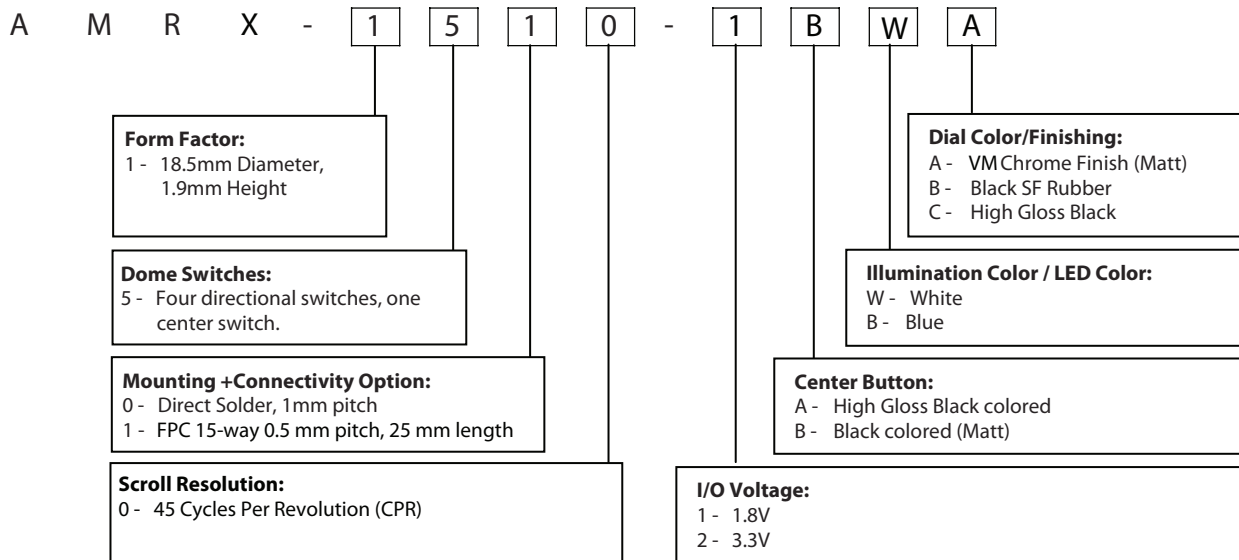 A M R X - 1 5 1 0 - 1 B W A
Form Factor:
1 - 18.5mm Diameter,
1.9mm Height
Dome Switches:
5 - Four directional switches, one
center switch.
Mounting +Connectivity Option:
0 - Direct Solder, 1mm pitch
1 - FPC 15-way 0.5 mm pitch, 25 mm length
Scroll Resolution:
0 - 45 Cycles Per Revolution (CPR)
Dial Color/Finishing:
A - VM Chrome Finish (Matt)
B - Black SF Rubber
C - High Gloss Black
Illumination Color / LED Color:
W - White
B - Blue
Center Button:
A - High Gloss Black colored
B - Black colored (Matt)
I/O Voltage:
1 - 1.8V
2 - 3.3V